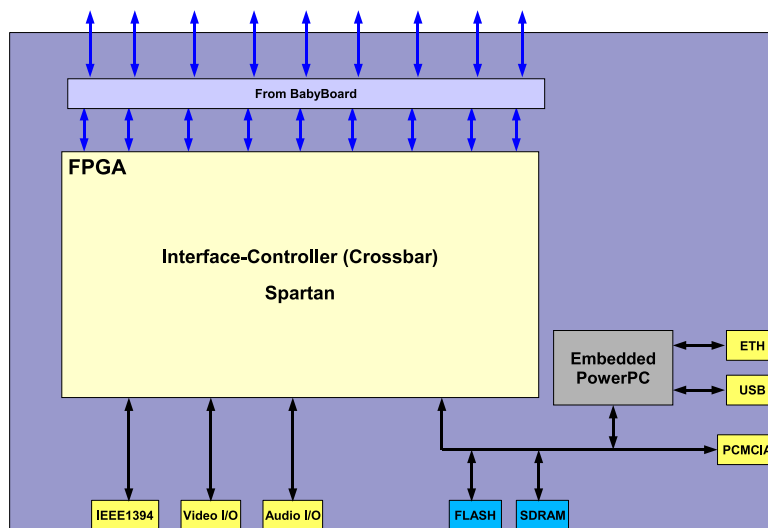 From BabyBoard
FPGA
Interface-Controller (Crossbar)
Spartan
Embedded
PowerPC
ETH
USB
PCMCIA
IEEE1394
Video I/O
Audio I/O
FLASH
SDRAM